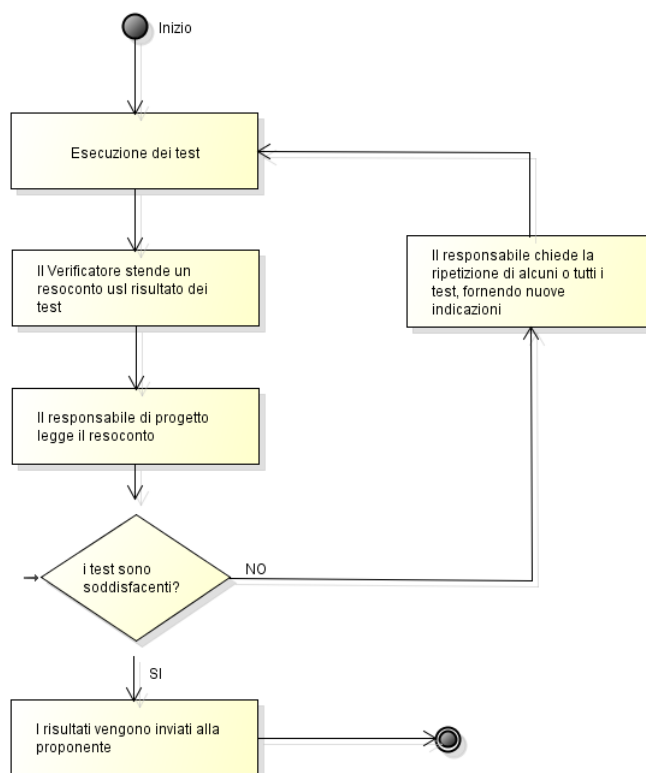 Inizio
Esecuzione dei test
Il Verificatore stende un
resoconto usl risultato dei
test
Il responsabile chiede la
ripetizione di alcuni o tutti i
test, fornendo nuove
indicazioni
Il responsabile di progetto
legge il resoconto
i test sono
soddisfacenti?
NO
SI
I risultati vengono inviati alla
proponente